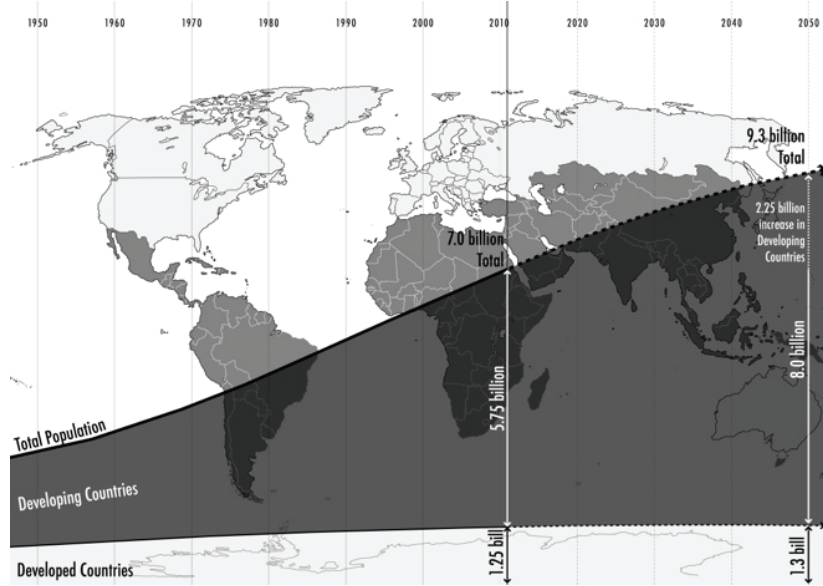 1950 1960 1970 1980 1990 2000 2010 2020 2030 2040 2050
9.3 billion
Total
2.25 billion
increase in
Developing
Countries
7.0 billion
Total
5.75 billion
8.0 billion
Total Population
Developing Countries
Developed Countries
1.25 bill
1.3 bill